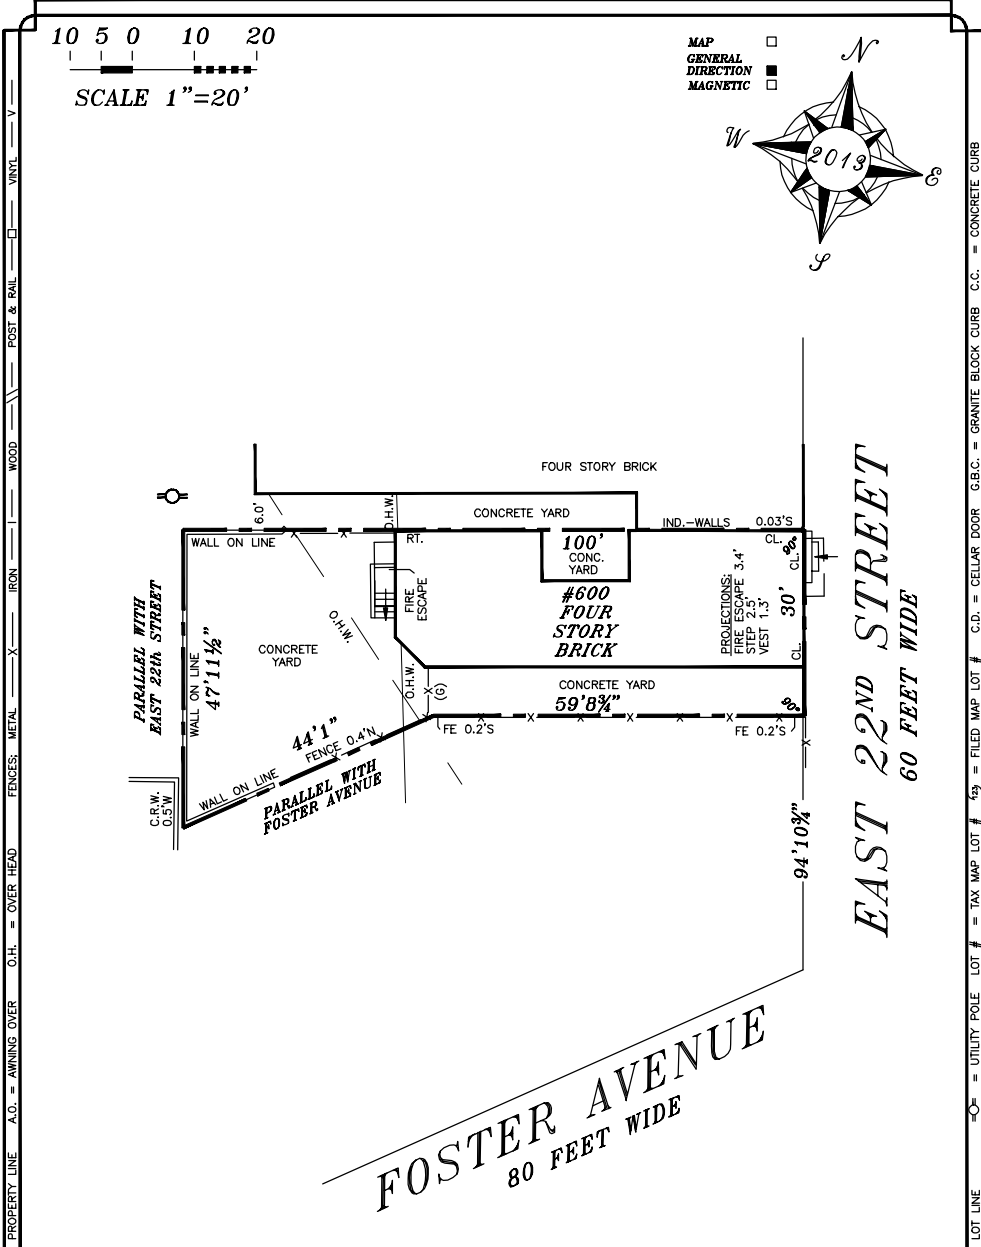 10 5 0 10 20
SCALE 1"=20'
MAP
GENERAL
DIRECTION
MAGNETIC
N
W
E
S
2013
FOUR STORY BRICK
6.0'
O.H.W.
CONCRETE YARD
IND.-WALLS
0.03'S
WALL ON LINE
RT.
100'
CONC.
YARD
CL.
90°
CL.
FIRE
ESCAPE
#600
FOUR
STORY
BRICK
PROJECTIONS:
FIRE ESCAPE 3.4'
STEP 2.5'
VEST 1.3'
30'
CL.
PARALLEL WITH
EAST 22th STREET
WALL ON LINE
47'11½"
CONCRETE
YARD
O.H.W.
O.H.W.
(G)
CONCRETE YARD
59'8¾"
90°
FE 0.2'S
FE 0.2'S
44'1"
FENCE 0.4'N
WALL ON LINE
PARALLEL WITH
FOSTER AVENUE
C.R.W.
0.5'W
94'10¾"
EAST 22ND STREET
60 FEET WIDE
FOSTER AVENUE
80 FEET WIDE
PROPERTY LINE A.O. = AWNING OVER O.H. = OVER HEAD FENCES; METAL —X— IRON —I— WOOD —//— POST & RAIL —□— VINYL — V —
LOT LINE = UTILITY POLE LOT # = TAX MAP LOT # 123 = FILED MAP LOT # C.D. = CELLAR DOOR G.B.C. = GRANITE BLOCK CURB C.C. = CONCRETE CURB